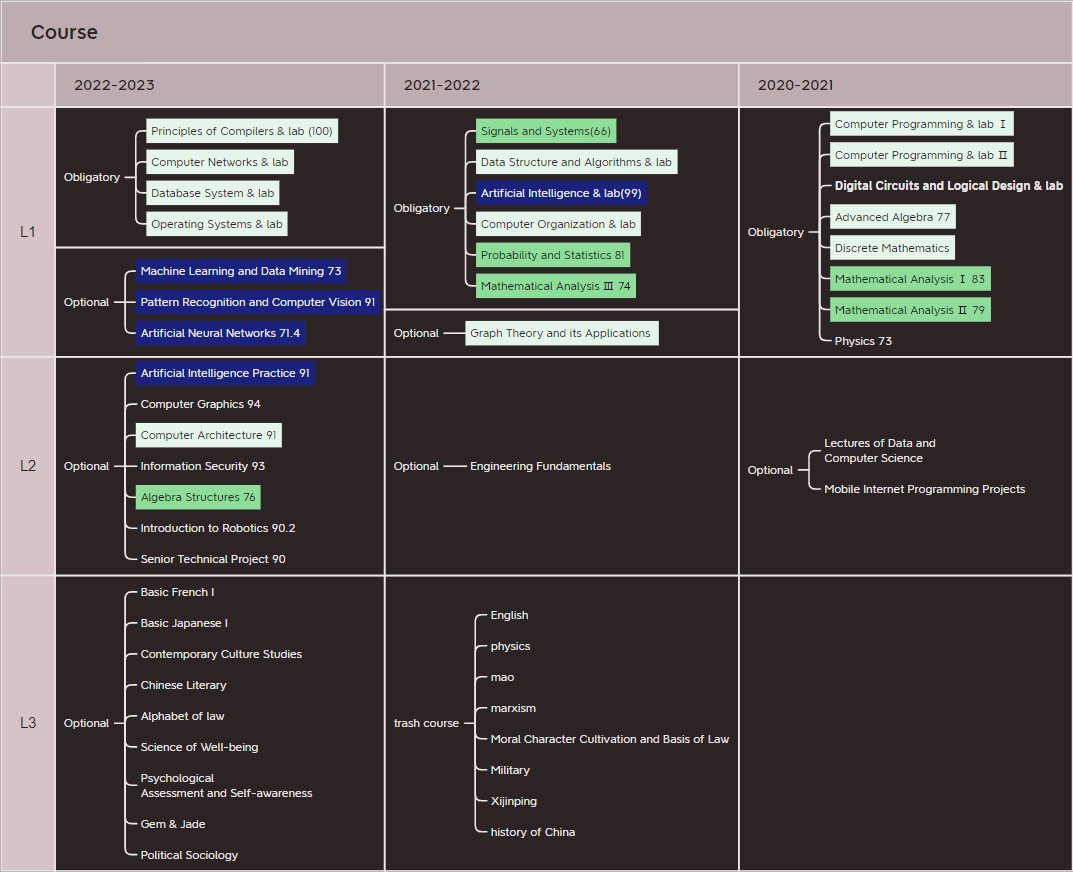 Course
2022-2023
2021-2022
2020-2021
L1
Obligatory
Principles of Compilers & lab (100)
Computer Networks & lab
Database System & lab
Operating Systems & lab
Optional
Machine Learning and Data Mining 73
Pattern Recognition and Computer Vision 91
Artificial Neural Networks 71.4
Obligatory
Signals and Systems(66)
Data Structure and Algorithms & lab
Artificial Intelligence & lab(99)
Computer Organization & lab
Probability and Statistics 81
Mathematical Analysis Ⅲ 74
Optional
Graph Theory and its Applications
Obligatory
Computer Programming & lab Ⅰ
Computer Programming & lab Ⅱ
Digital Circuits and Logical Design & lab
Advanced Algebra 77
Discrete Mathematics
Mathematical Analysis Ⅰ 83
Mathematical Analysis Ⅱ 79
Physics 73
L2
Optional
Artificial Intelligence Practice 91
Computer Graphics 94
Computer Architecture 91
Information Security 93
Algebra Structures 76
Introduction to Robotics 90.2
Senior Technical Project 90
Optional
Engineering Fundamentals
Optional
Lectures of Data and
Computer Science
Mobile Internet Programming Projects
L3
Optional
Basic French I
Basic Japanese I
Contemporary Culture Studies
Chinese Literary
Alphabet of law
Science of Well-being
Psychological
Assessment and Self-awareness
Gem & Jade
Political Sociology
trash course
English
physics
mao
marxism
Moral Character Cultivation and Basis of Law
Military
Xijinping
history of China